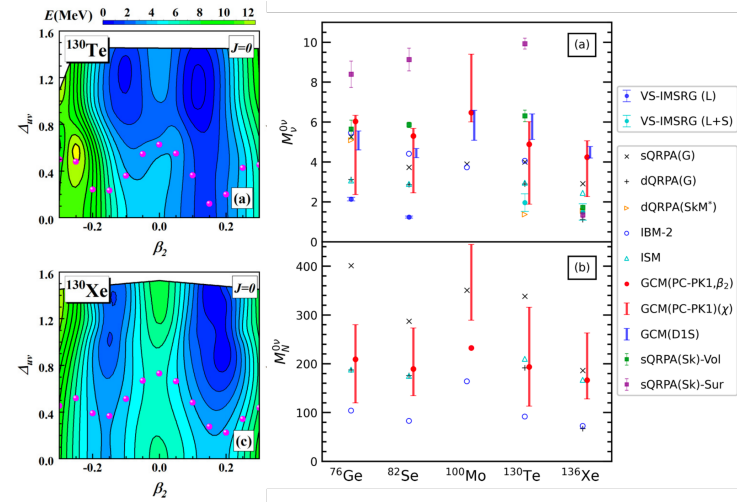 E(MeV) 0 2 4 6 8 10 12
1.6
1.2
0.8
0.4
0.0
Δuv
130Te
J=0
(a)
-0.2 0.0 0.2
β2
1.6
1.2
0.8
0.4
0.0
Δuv
130Xe
J=0
(c)
-0.2 0.0 0.2
β2
10
8
6
4
2
0
M0νν
(a)
400
300
200
100
0
M0νN
(b)
76Ge 82Se 100Mo 130Te 136Xe
VS-IMSRG (L)
VS-IMSRG (L+S)
sQRPA(G)
dQRPA(G)
dQRPA(SkM*)
IBM-2
ISM
GCM(PC-PK1,β2)
GCM(PC-PK1)(χ)
GCM(D1S)
sQRPA(Sk)-Vol
sQRPA(Sk)-Sur